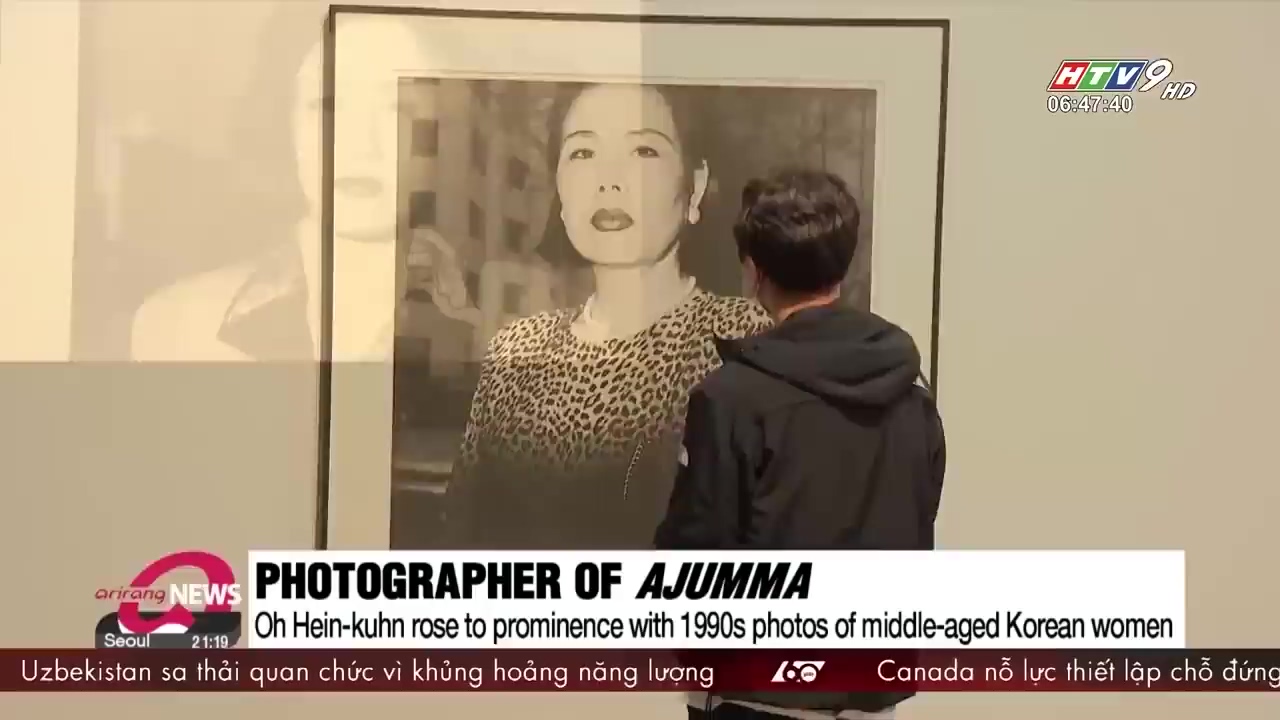 HTV9 HD
06:47:40
PHOTOGRAPHER OF AJUMMA
arirang NEWS
Oh Hein-kuhn rose to prominence with 1990s photos of middle-aged Korean women
Seoul 21:19
Uzbekistan sa thải quan chức vì khủng hoảng năng lượng 60 Canada nỗ lực thiết lập chỗ đứng